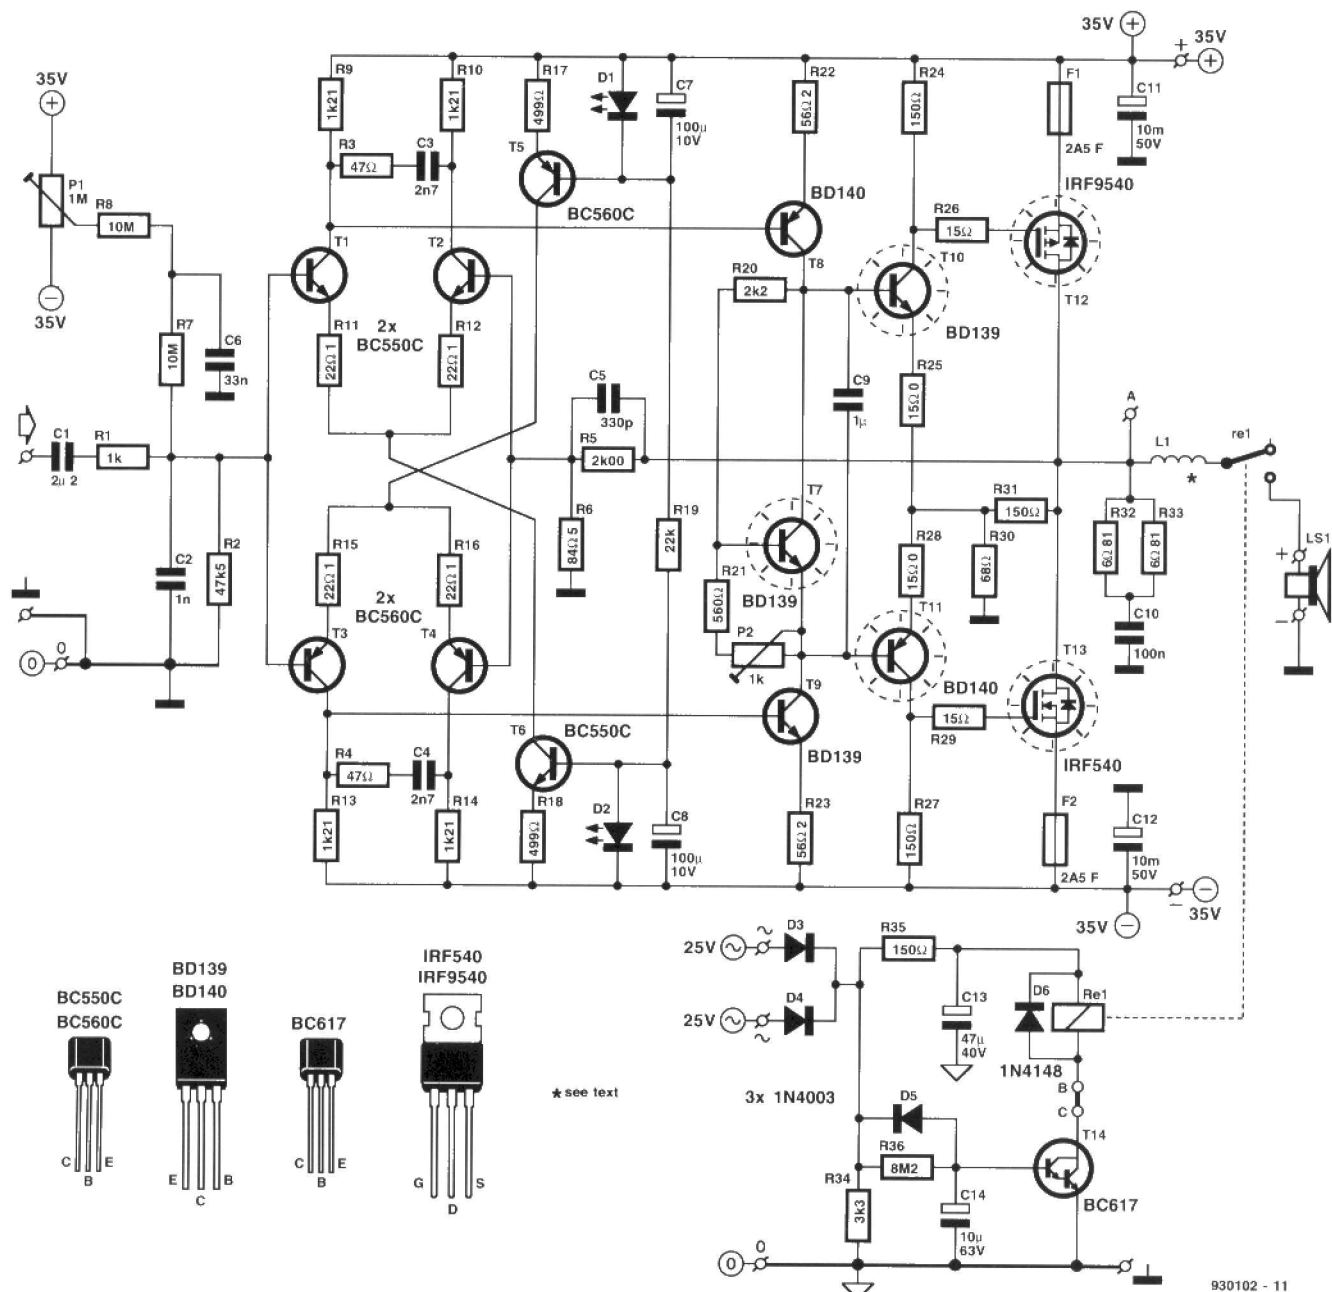 35V
35V
35V
P1
1M
R8
10M
R7
10M
C6
33n
C1
2μ2
R1
1k
C2
1n
R2
47k5
0
0
R9
1k21
R10
1k21
R3
47Ω
C3
2n7
R17
499Ω
D1
C7
100μ
10V
T5
BC560C
T1
T2
R11
22Ω1
R12
22Ω1
2x
BC550C
R15
22Ω1
R16
22Ω1
2x
BC560C
T3
T4
R4
47Ω
C4
2n7
R13
1k21
R14
1k21
T6
BC550C
R18
499Ω
D2
C8
100μ
10V
C5
330p
R5
2k00
R6
84Ω5
R19
22k
R22
56Ω2
R24
150Ω
F1
2A5 F
C11
10m
50V
35V
BD140
T8
R26
15Ω
IRF9540
T12
R20
2k2
T10
BD139
R25
15Ω0
C9
1μ
A
L1
*
re1
T7
BD139
R21
560Ω
P2
1k
R28
15Ω0
R31
150Ω
R30
68Ω
R32
6Ω81
R33
6Ω81
C10
100n
LS1
+
−
T11
BD140
T9
BD139
R29
15Ω
T13
IRF540
R23
56Ω2
R27
150Ω
F2
2A5 F
C12
10m
50V
35V
35V
25V
D3
25V
D4
R35
150Ω
C13
47μ
40V
D6
1N4148
Re1
B
C
T14
BC617
3x 1N4003
D5
R36
8M2
R34
3k3
C14
10μ
63V
0
0
BC550C
BC560C
C
B
E
BD139
BD140
E
C
B
BC617
C
B
E
IRF540
IRF9540
G
D
S
* see text
930102 - 11